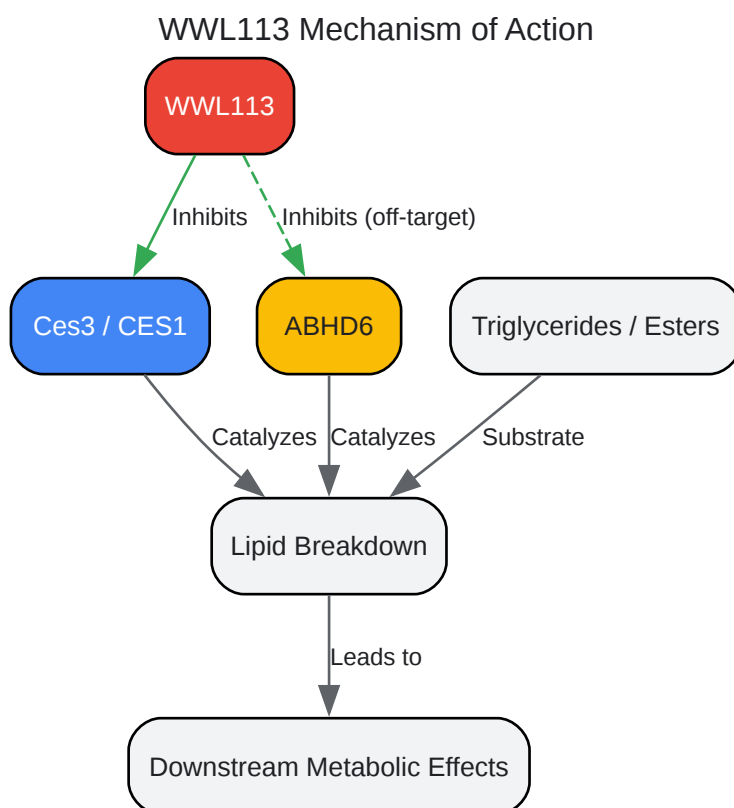 WWL113 Mechanism of Action
WWL113
Inhibits
Inhibits (off-target)
Ces3 / CES1
ABHD6
Triglycerides / Esters
Catalyzes
Catalyzes
Substrate
Lipid Breakdown
Leads to
Downstream Metabolic Effects